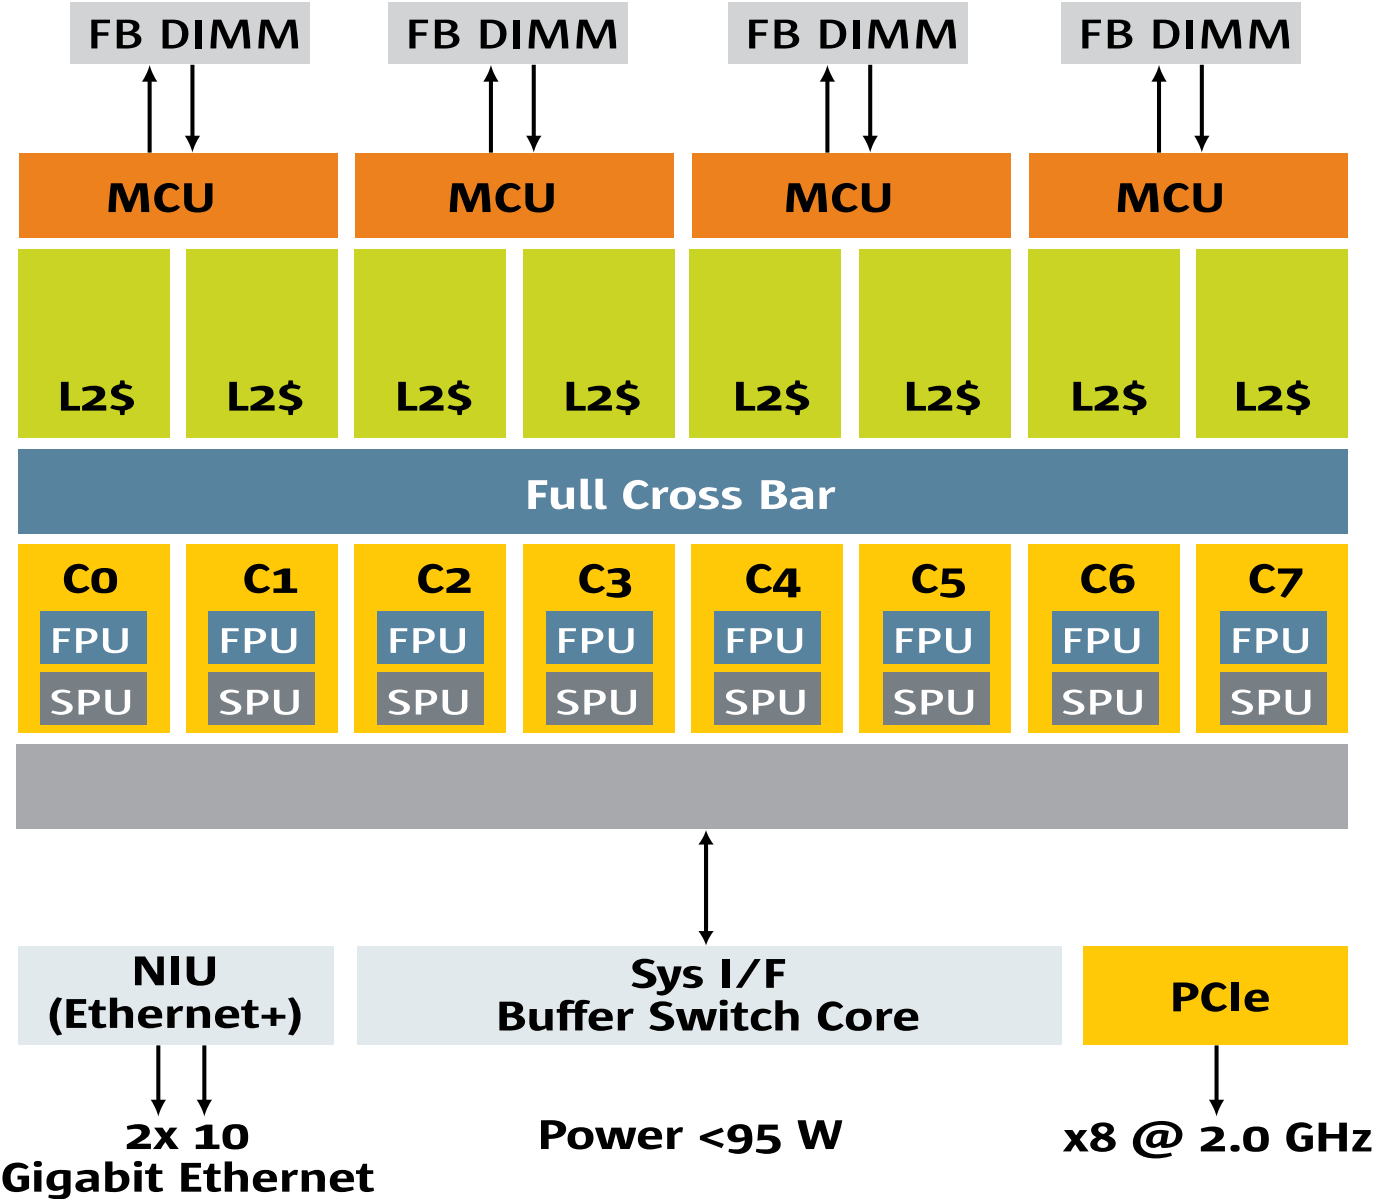 FB DIMM FB DIMM FB DIMM FB DIMM
MCU MCU MCU MCU
L2$ L2$ L2$ L2$ L2$ L2$ L2$ L2$
Full Cross Bar
C0 C1 C2 C3 C4 C5 C6 C7
FPU FPU FPU FPU FPU FPU FPU FPU
SPU SPU SPU SPU SPU SPU SPU SPU
NIU
(Ethernet+)
Sys I/F
Buffer Switch Core
PCIe
2x 10
Gigabit Ethernet
Power <95 W
x8 @ 2.0 GHz